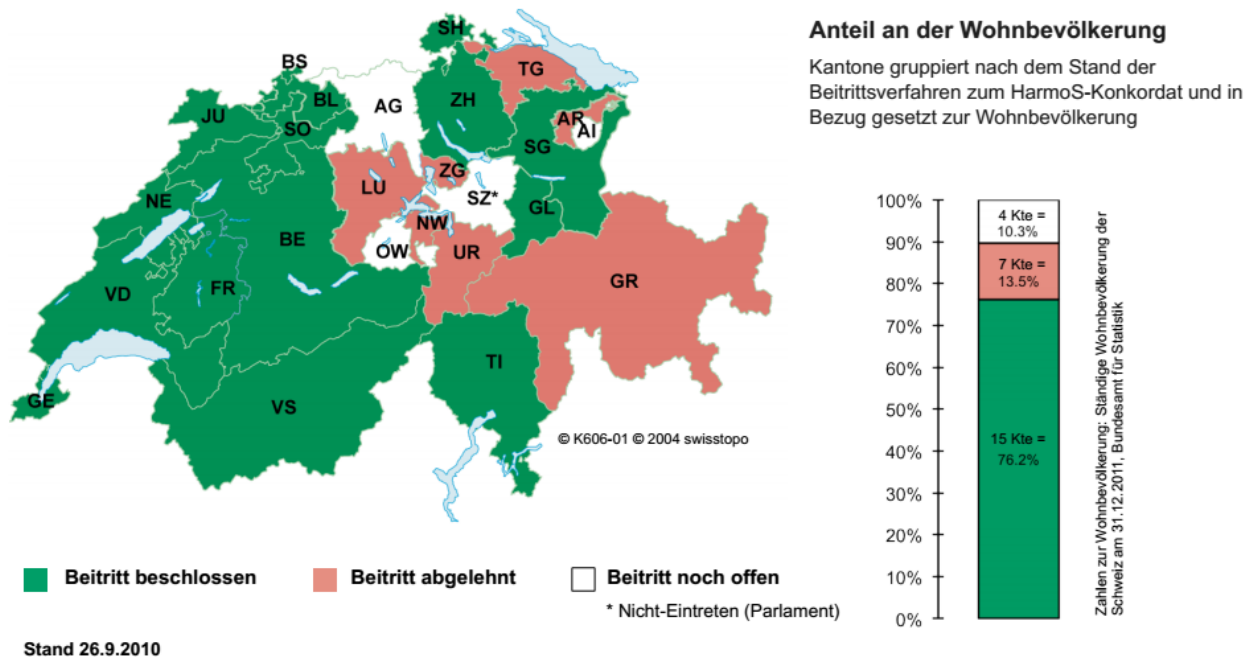 SH
BS
TG
BL
AG
ZH
JU
AR
SO
AI
SG
ZG
LU
SZ*
NE
GL
NW
BE
OW
UR
GR
FR
VD
TI
GE
VS
© K606-01 © 2004 swisstopo
Beitritt beschlossen
Beitritt abgelehnt
Beitritt noch offen
* Nicht-Eintreten (Parlament)
Stand 26.9.2010
Anteil an der Wohnbevölkerung
Kantone gruppiert nach dem Stand der
Beitrittsverfahren zum HarmoS-Konkordat und in
Bezug gesetzt zur Wohnbevölkerung
100%
90%
80%
70%
60%
50%
40%
30%
20%
10%
0%
4 Kte =
10.3%
7 Kte =
13.5%
15 Kte =
76.2%
Zahlen zur Wohnbevölkerung: Ständige Wohnbevölkerung der
Schweiz am 31.12.2011, Bundesamt für Statistik